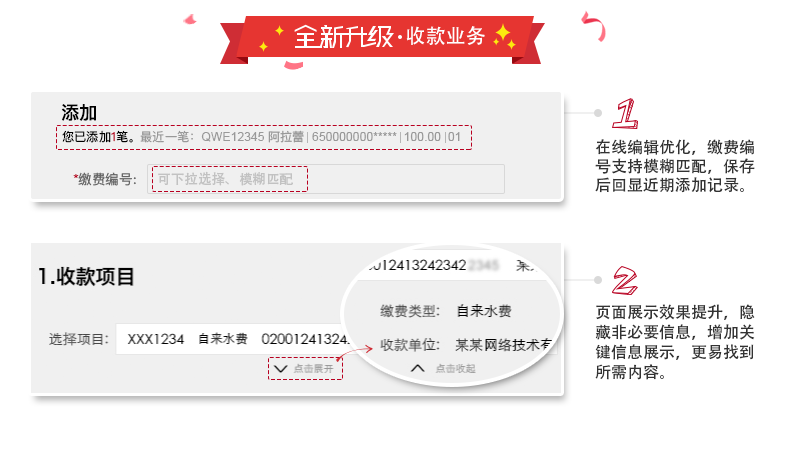 全新升级·收款业务
添加
您已添加1笔。最近一笔：QWE12345 阿拉蕾 | 650000000***** | 100.00 | 01
*缴费编号：可下拉选择、模糊匹配
1
在线编辑优化，缴费编
号支持模糊匹配，保存
后回显近期添加记录。
1.收款项目
选择项目：XXX1234 自来水费 0200124132
点击展开
012413242342 2345 某
缴费类型：自来水费
收款单位：某某网络技术有
点击收起
2
页面展示效果提升，隐
藏非必要信息，增加关
键信息展示，更易找到
所需内容。